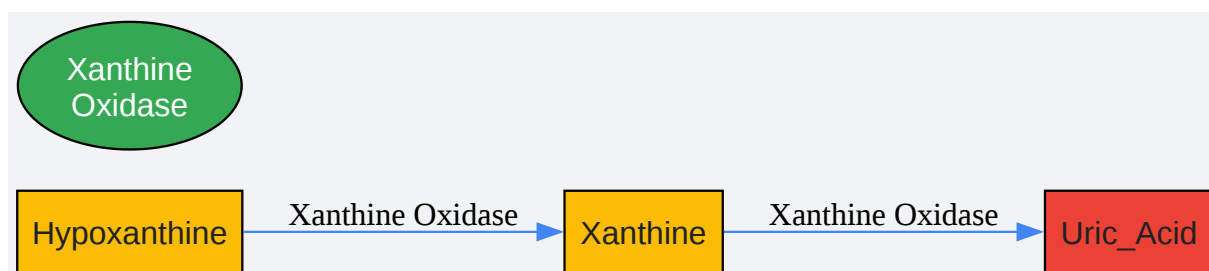 Xanthine
Oxidase
Hypoxanthine
Xanthine Oxidase
Xanthine
Xanthine Oxidase
Uric_Acid